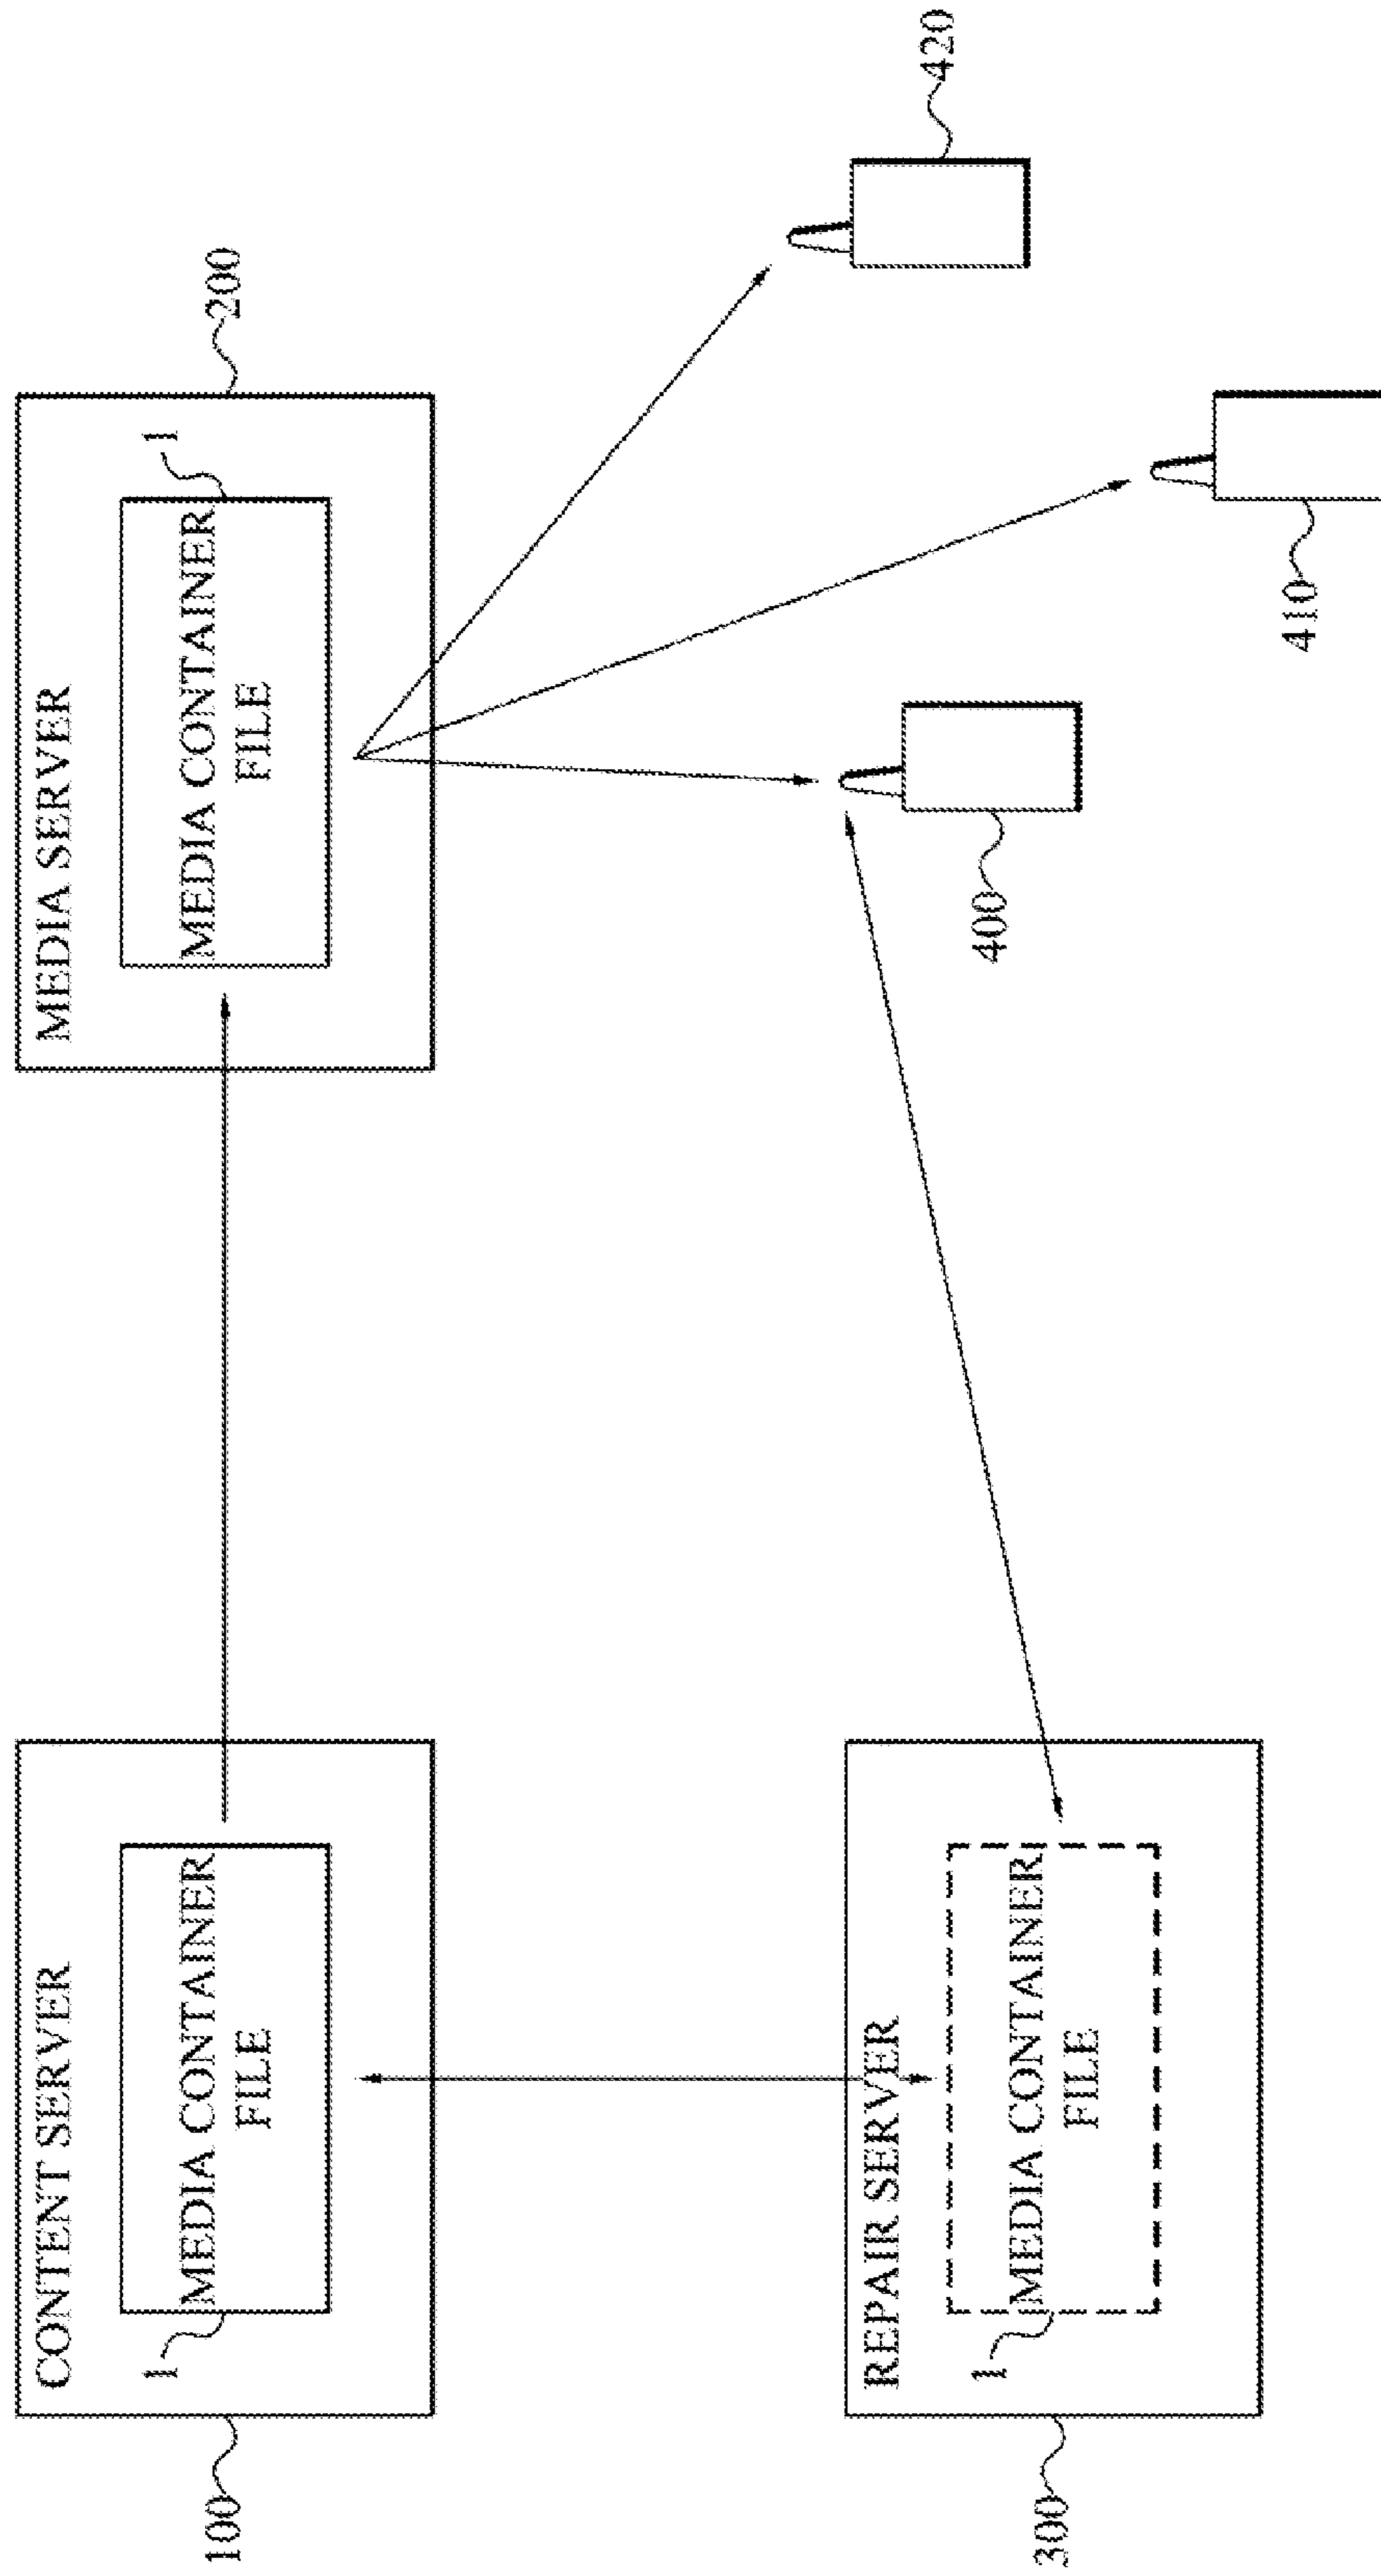 CONTENT SERVER
MEDIA CONTAINER
FILE
1
100
MEDIA SERVER
MEDIA CONTAINER
FILE
1
200
REPAIR SERVER
MEDIA CONTAINER
FILE
1
300
400
410
420